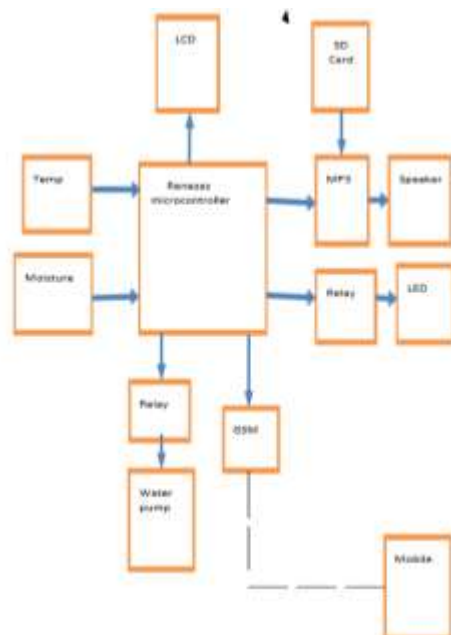 LCD
SD
Card
Temp
Renesas
microcontroller
MP3
Speaker
Moisture
Relay
LED
Relay
GSM
Water
pump
Mobile